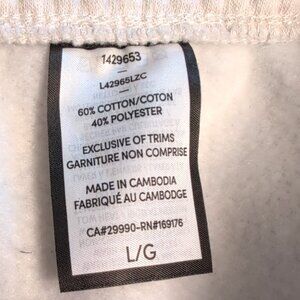 1429653
L42965LZC
60% COTTON/COTON
40% POLYESTER
EXCLUSIVE OF TRIMS
GARNITURE NON COMPRISE
MADE IN CAMBODIA
FABRIQUÉ AU CAMBODGE
CA#29990-RN#169176
L/G